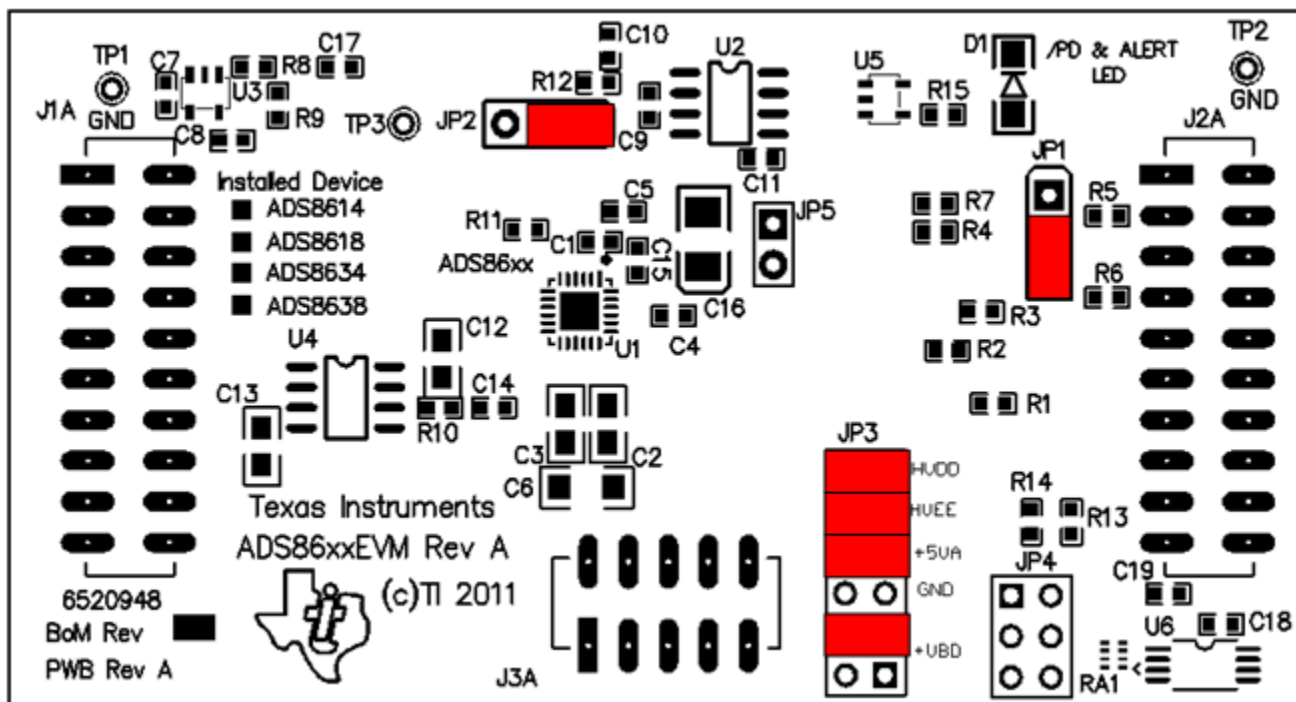 TP1
C7
R8
C17
C10
U2
D1
/PD & ALERT
LED
TP2
U5
R12
U3
R9
TP3
JP2
C9
R15
GND
GND
J1A
C8
J2A
C11
JP1
Installed Device
ADS8614
ADS8618
ADS8634
ADS8638
C5
JP5
R7
R5
R11
C1
R4
ADS86xx
C15
C16
R6
U4
C12
U1
C4
R3
R2
C13
C14
R10
R1
C3
C2
JP3
C6
HVDD
HVEE
+5VA
GND
+VBD
R14
R13
Texas Instruments
ADS86xxEVM Rev A
(c)TI 2011
JP4
C19
6520948
BoM Rev
PWB Rev A
J3A
U6
C18
RA1